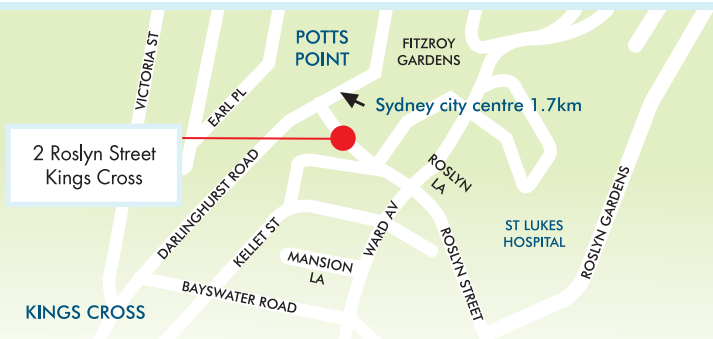 POTTS
POINT
FITZROY
GARDENS
VICTORIA ST
EARL PL
Sydney city centre 1.7km
2 Roslyn Street
Kings Cross
DARLINGHURST ROAD
ROSLYN
LA
KELLET ST
WARD AV
ST LUKES
HOSPITAL
ROSLYN GARDENS
MANSION
LA
ROSLYN STREET
BAYSWATER ROAD
KINGS CROSS